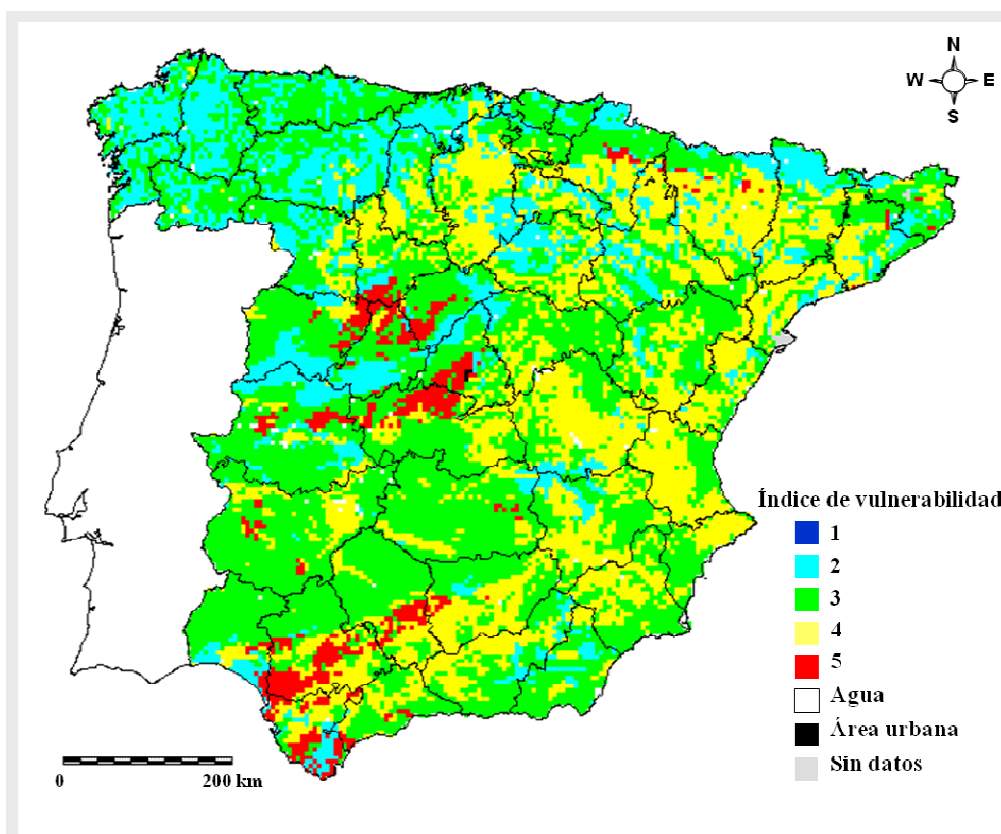 N
W E
S
Índice de vulnerabilidad
1
2
3
4
5
Agua
Área urbana
Sin datos
0 200 km